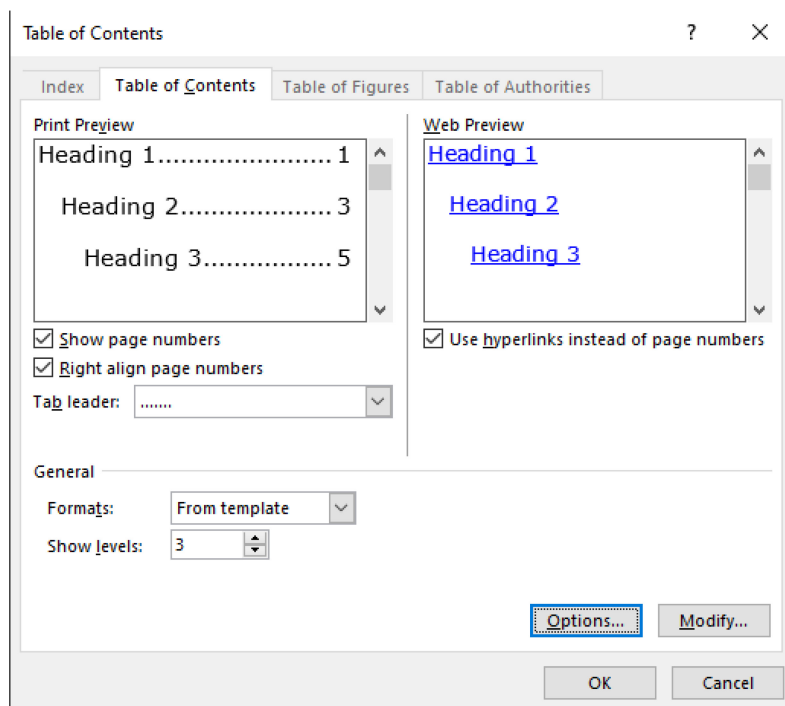 Table of Contents ?
Index Table of Contents Table of Figures Table of Authorities
Print Preview
Heading 1........................ 1
Heading 2..................... 3
Heading 3................. 5
Show page numbers
Right align page numbers
Tab leader: .......
Web Preview
Heading 1
Heading 2
Heading 3
Use hyperlinks instead of page numbers
General
Formats: From template
Show levels: 3
Options... Modify...
OK Cancel